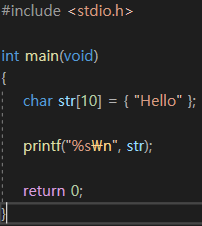 #include <stdio.h>

int main(void)
{
    char str[10] = { "Hello" };

    printf("%s₩n", str);

    return 0;
}